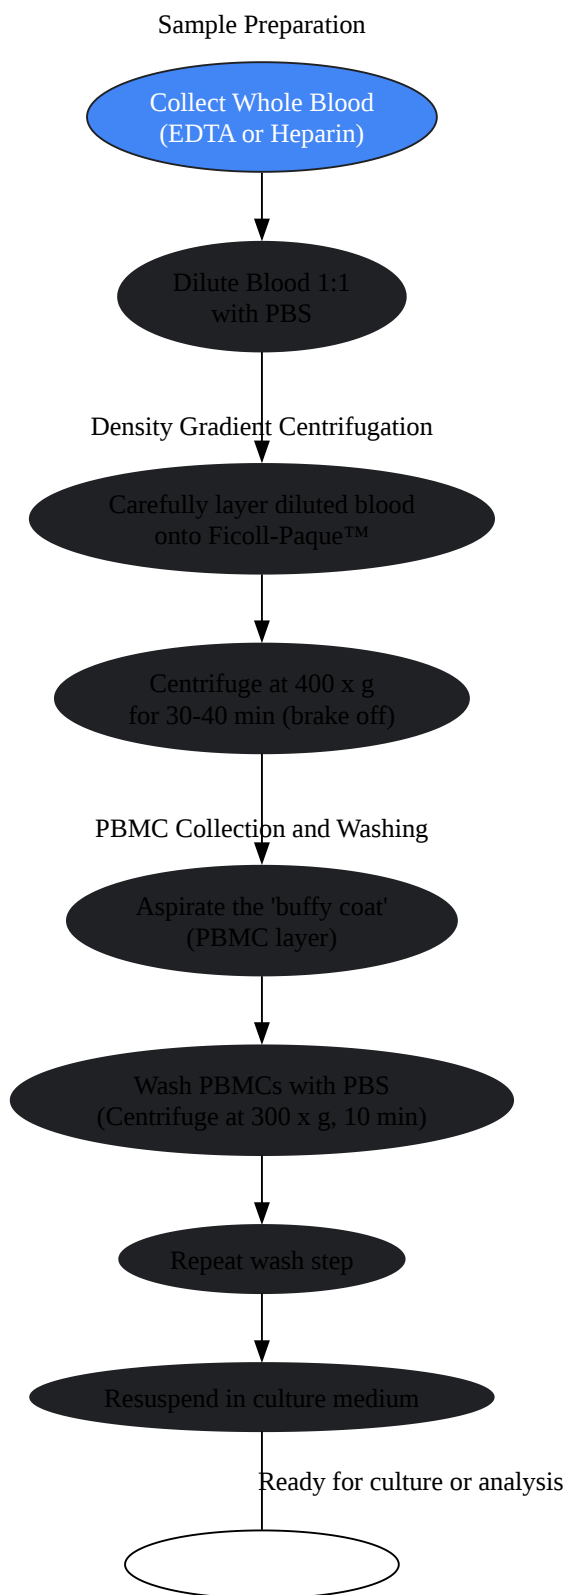 Sample Preparation
Collect Whole Blood
(EDTA or Heparin)
Dilute Blood 1:1
with PBS
Density Gradient Centrifugation
Carefully layer diluted blood
onto Ficoll-Paque™
Centrifuge at 400 x g
for 30-40 min (brake off)
PBMC Collection and Washing
Aspirate the 'buffy coat'
(PBMC layer)
Wash PBMCs with PBS
(Centrifuge at 300 x g, 10 min)
Repeat wash step
Resuspend in culture medium
Ready for culture or analysis